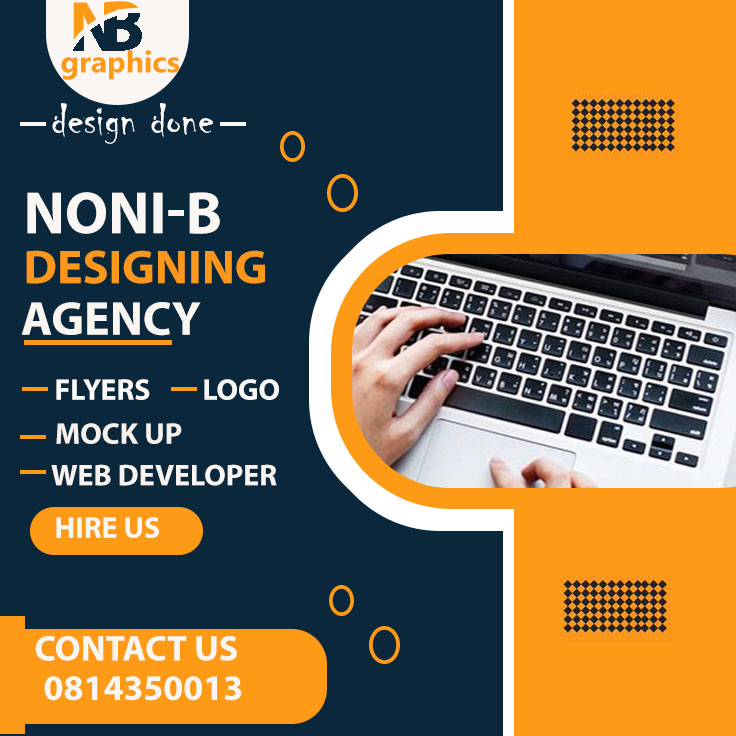 NB
graphics
design done
NONI-B
DESIGNING
AGENCY
FLYERS LOGO
MOCK UP
WEB DEVELOPER
HIRE US
CONTACT US
0814350013